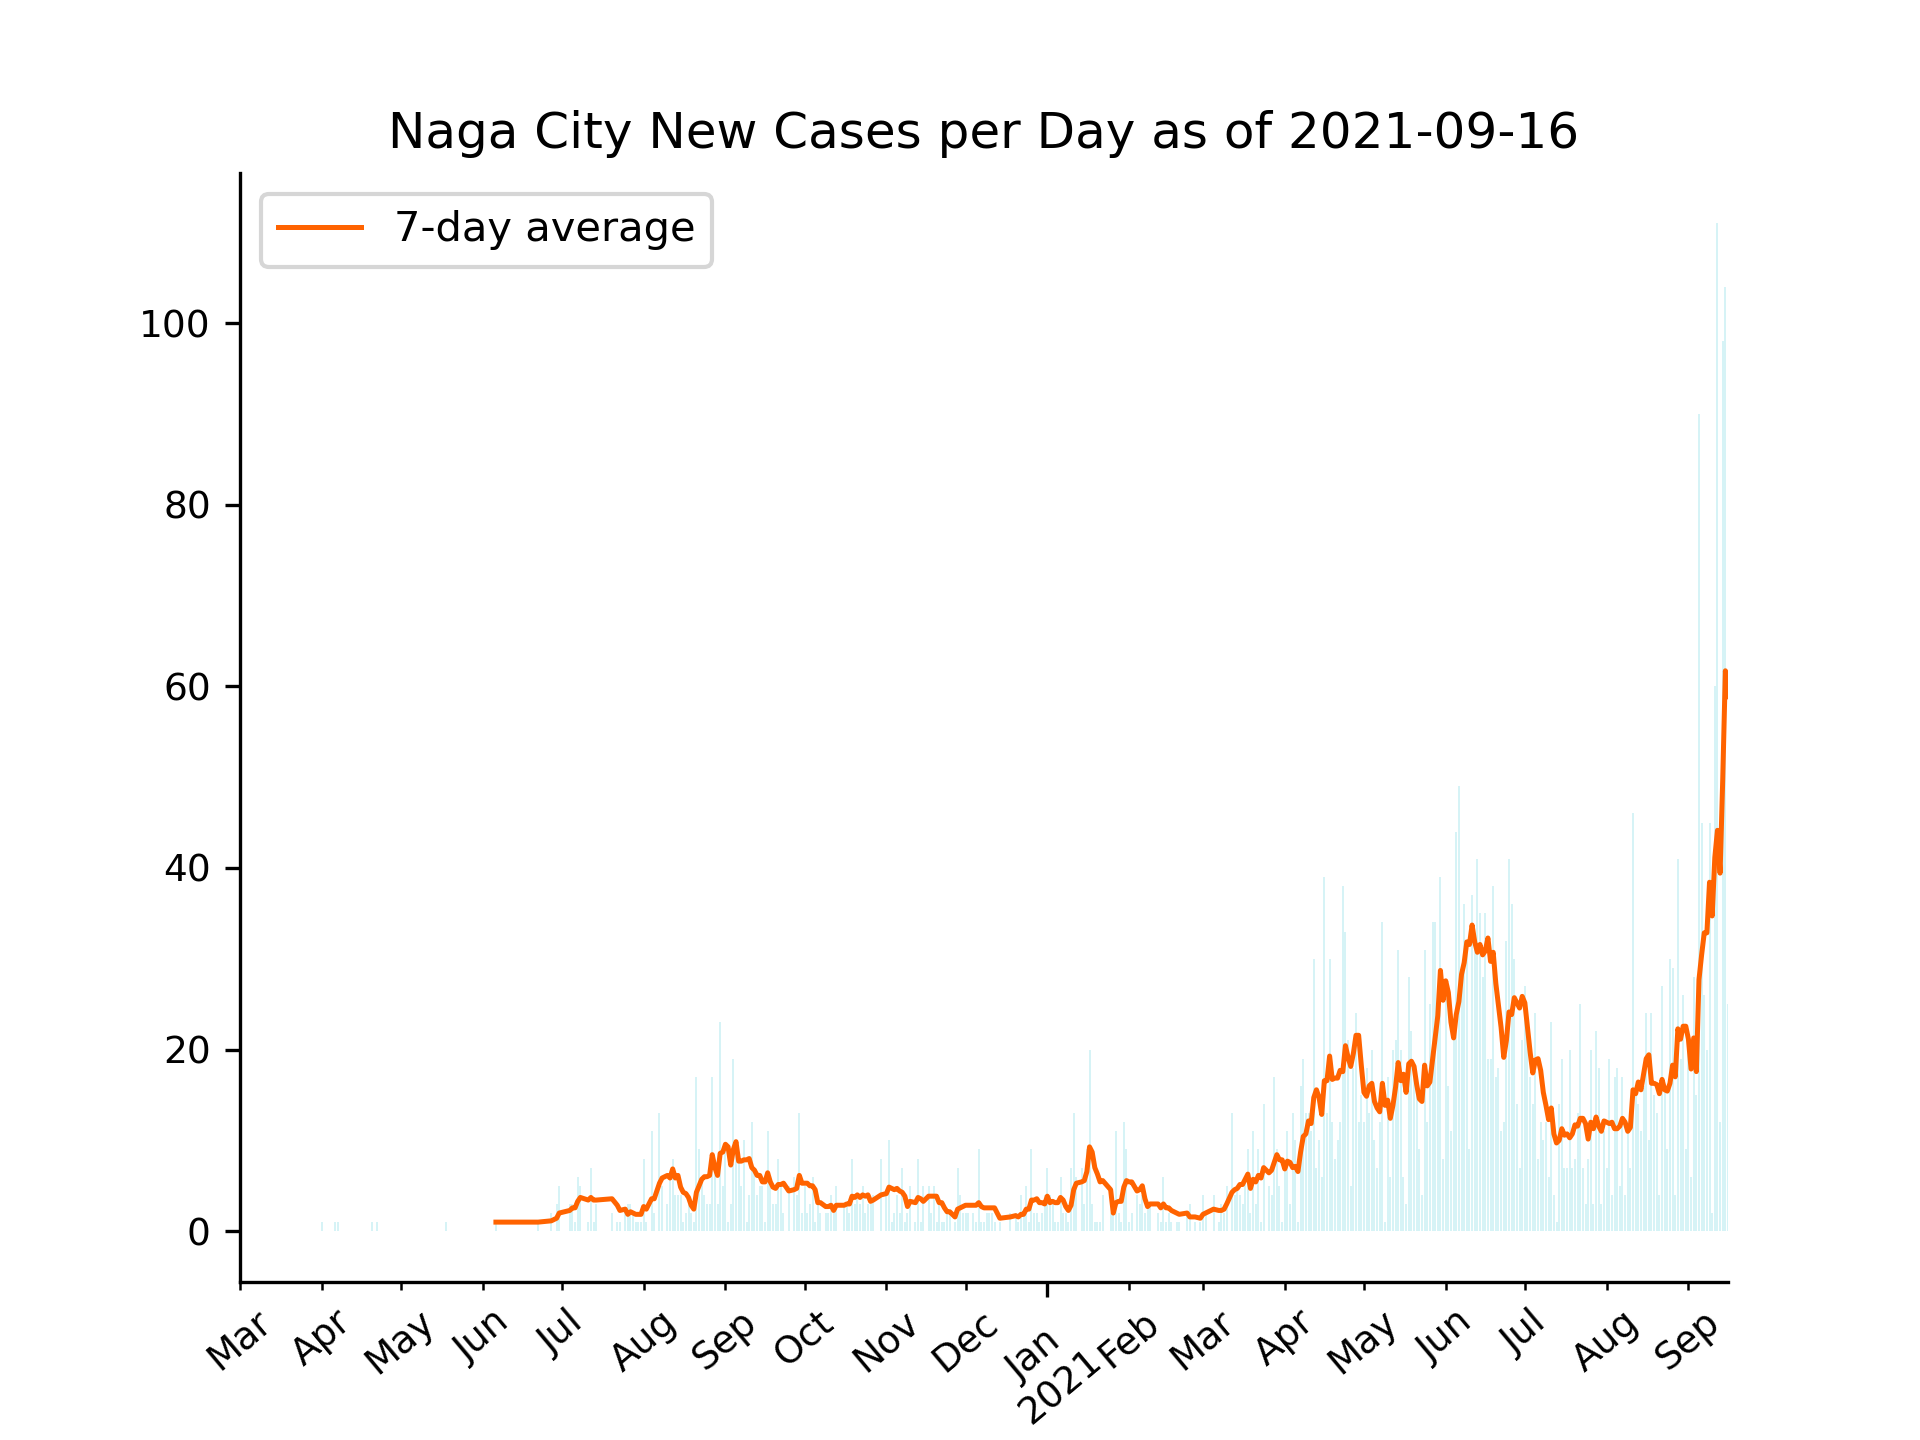 Naga City New Cases per Day as of 2021-09-16
7-day average
100
80
60
40
20
0
Mar Apr May Jun Jul Aug Sep Oct Nov Dec Jan Feb Mar Apr May Jun Jul Aug Sep
2021